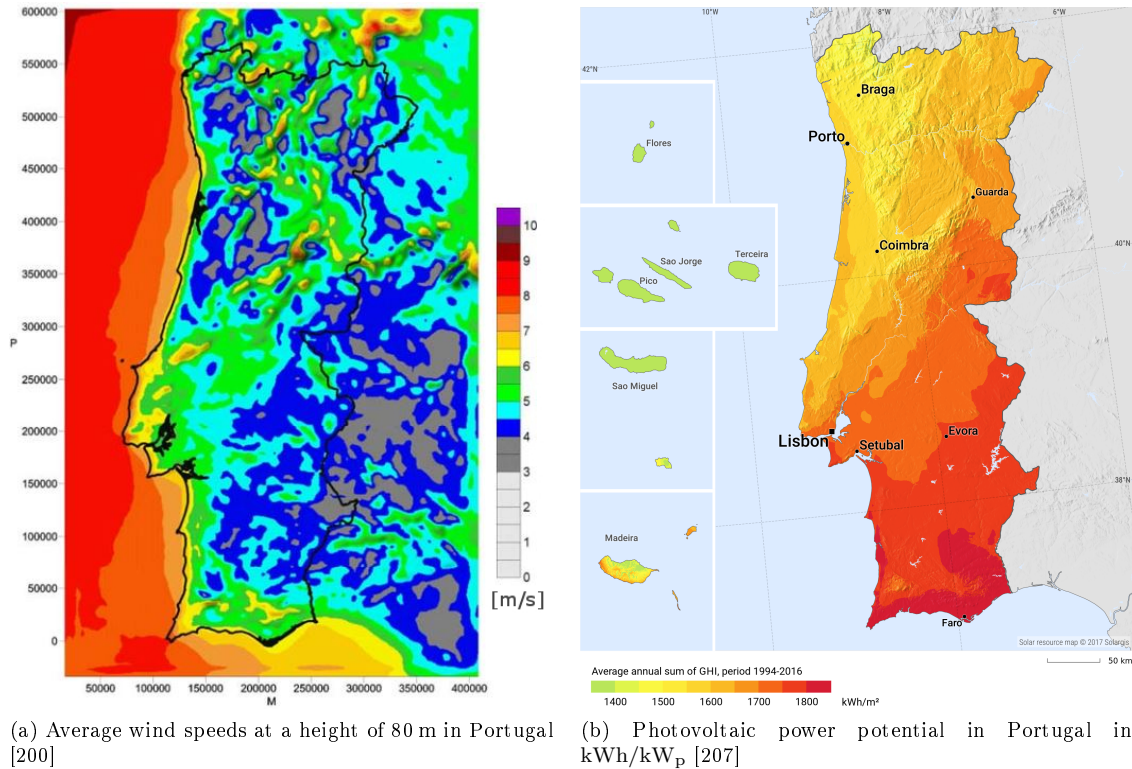 600000
550000
500000
450000
400000
350000
P
300000
250000
200000
150000
100000
50000
0
50000 100000 150000 200000 250000 300000 350000 400000
M
10
9
8
7
6
5
4
3
2
1
0
[m/s]
10°W 8°W 6°W
42°N
Braga
Porto
Flores
Guarda
Coimbra
40°N
Terceira
Sao Jorge
Pico
Sao Miguel
Lisbon
Setubal
Evora
38°N
Madeira
Faro
Solar resource map © 2017 Solargis
50 km
Average annual sum of GHI, period 1994-2016
1400 1500 1600 1700 1800 kWh/m²
(a) Average wind speeds at a height of 80 m in Portugal
[200]
(b) Photovoltaic power potential in Portugal in
kWh/kWp [207]